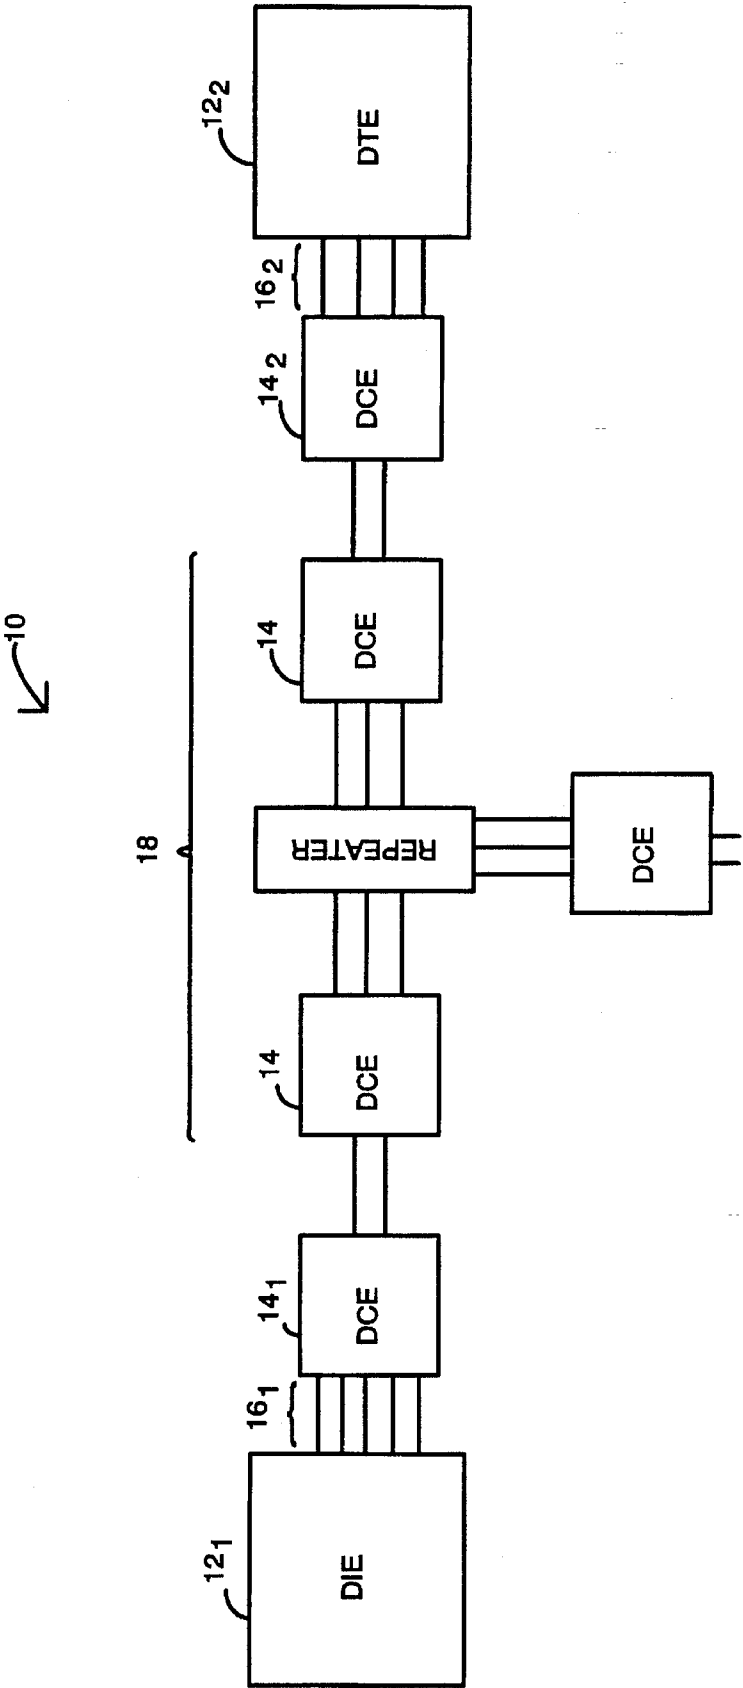 10
18
12₁
DIE
16₁
14₁
DCE
14
DCE
REPEATER
14
DCE
14₂
DCE
16₂
12₂
DTE
DCE